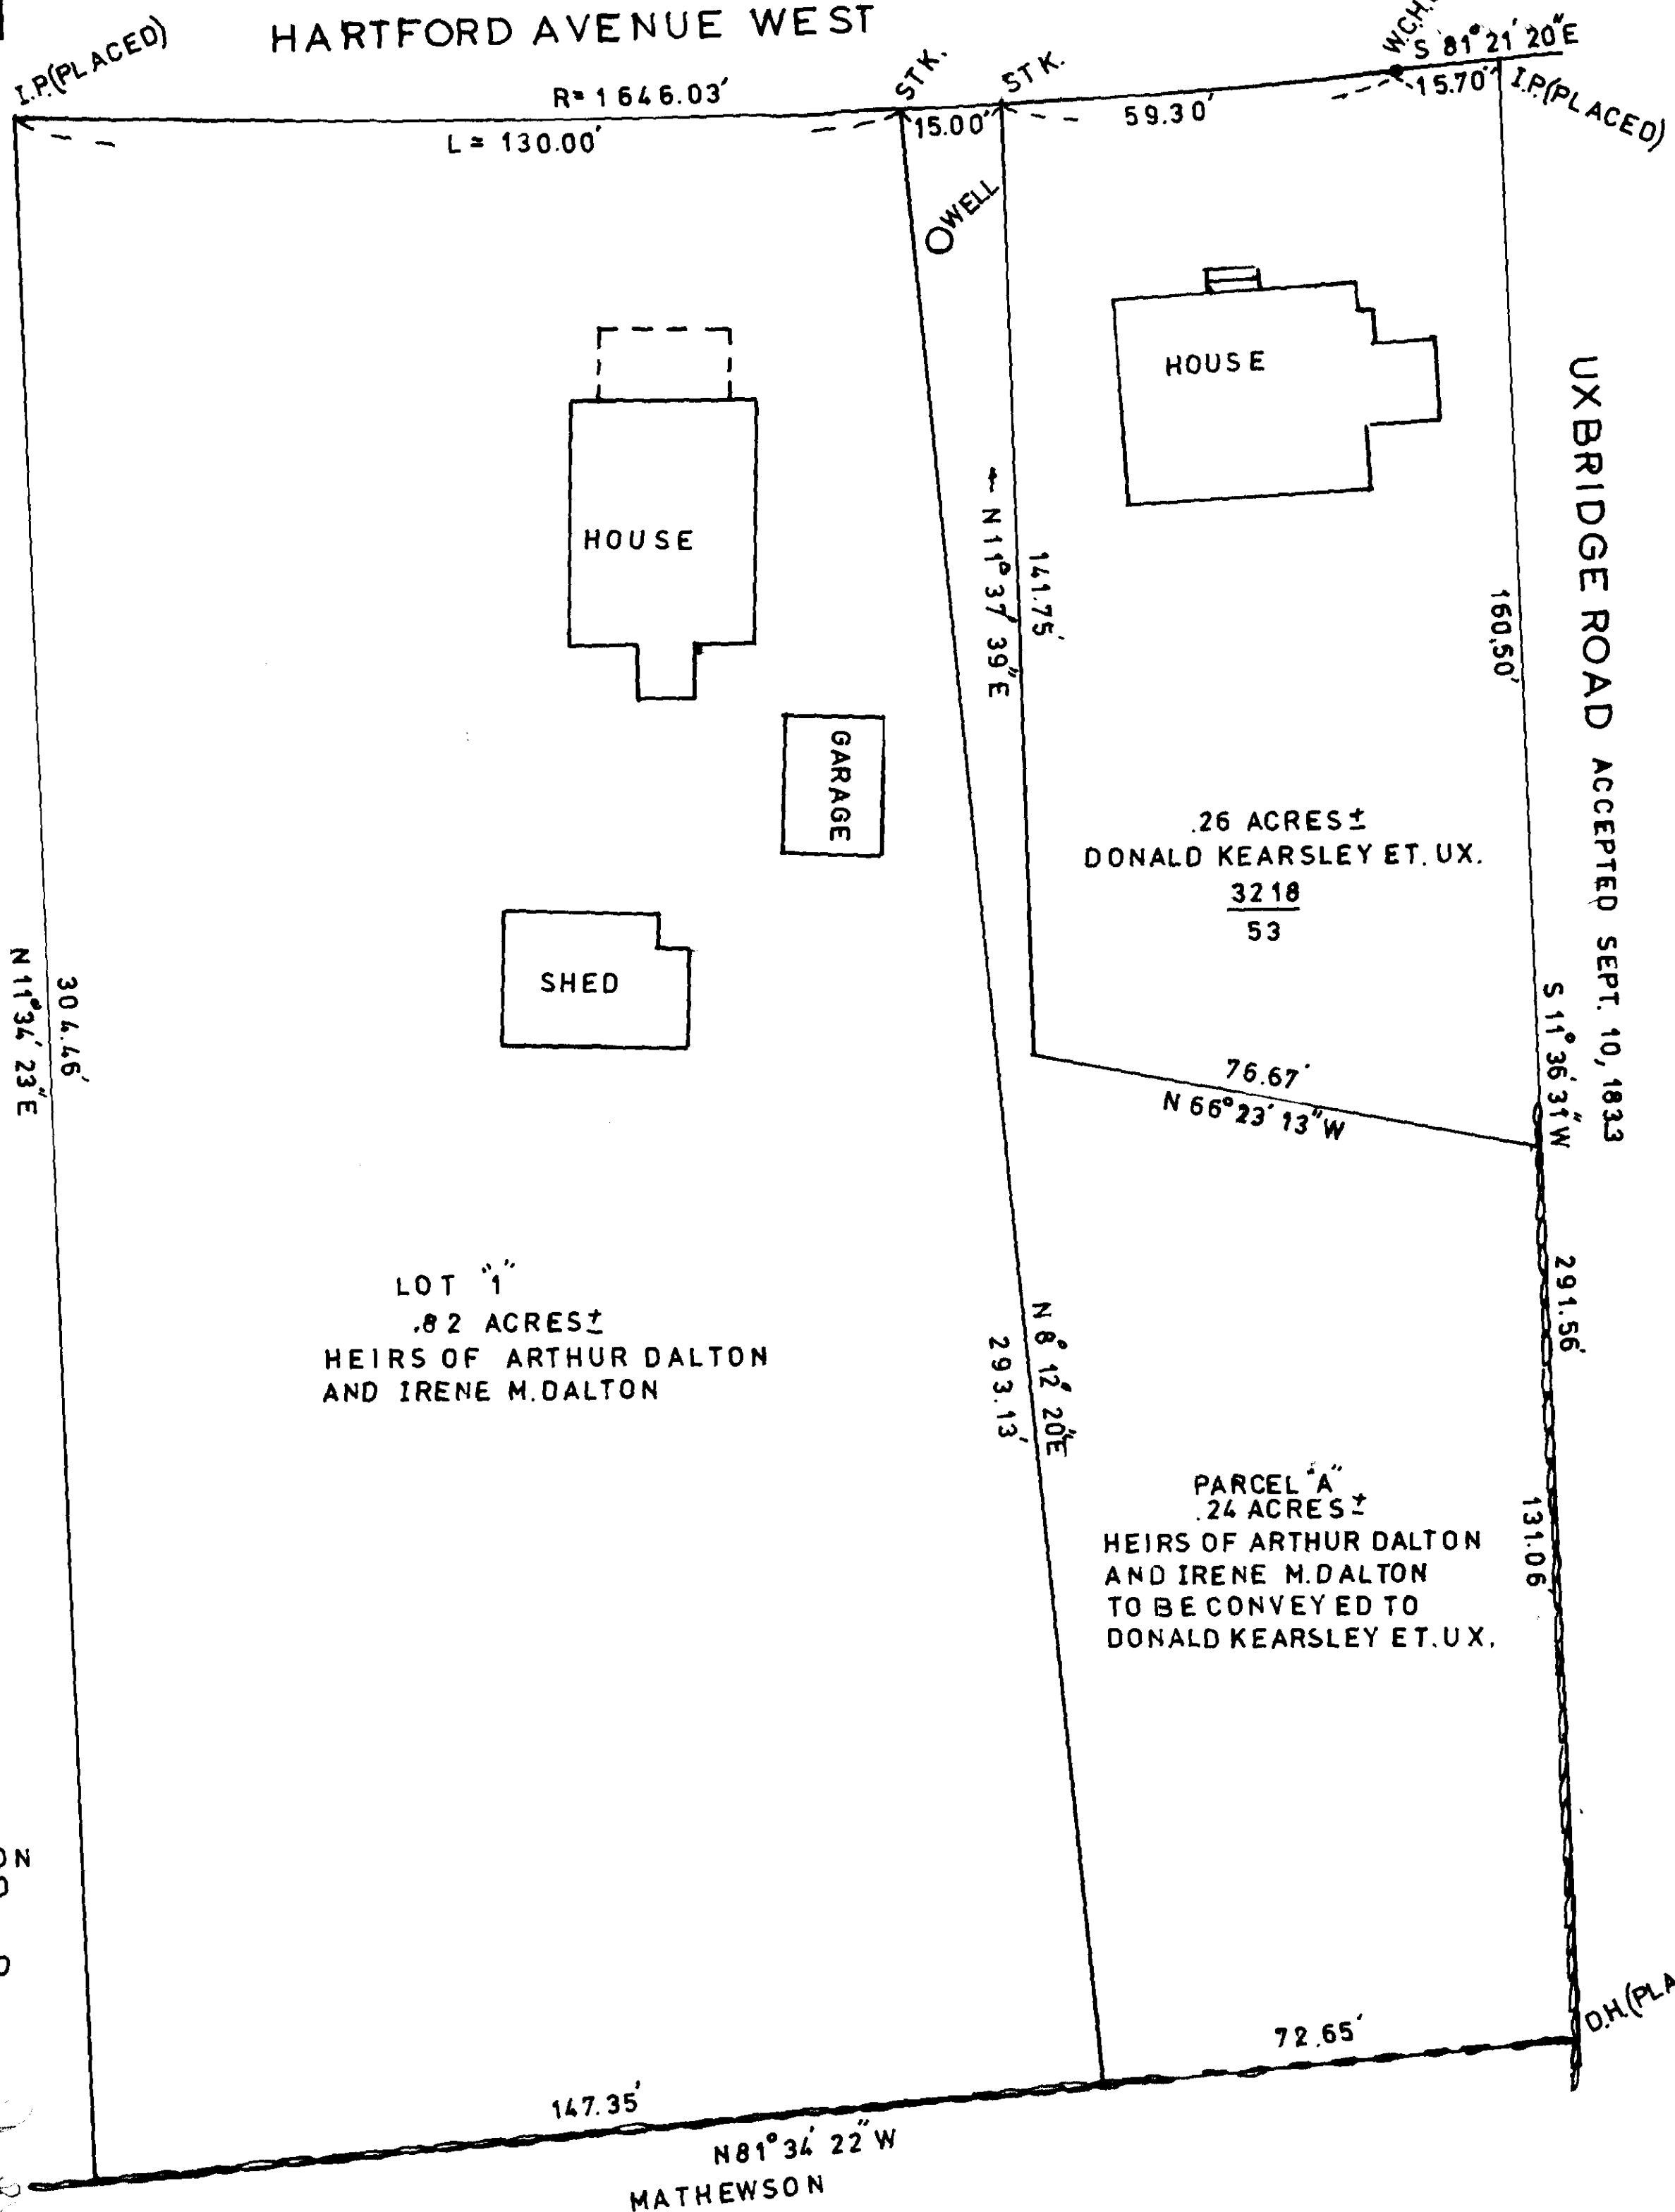 HARTFORD AVENUE WEST
I.P.(PLACED)
R= 1646.03'
L = 130.00'
STK.
15.00'
STK.
59.30'
S 81° 21' 20"E
15.70'
I.P.(PLACED)
WELL
HOUSE
HOUSE
GARAGE
SHED
← N 11° 37' 39"E
141.75'
160.50'
UXBRIDGE ROAD ACCEPTED SEPT. 10, 1833
.26 ACRES±
DONALD KEARSLEY ET. UX.
3218
53
S 11° 36' 31" W
76.67'
N 66° 23' 13" W
304.46'
N 11° 34' 23" E
291.56'
LOT "1"
.82 ACRES±
HEIRS OF ARTHUR DALTON
AND IRENE M. DALTON
N 8° 12' 20"E
293.13'
PARCEL "A"
.24 ACRES±
HEIRS OF ARTHUR DALTON
AND IRENE M. DALTON
TO BE CONVEYED TO
DONALD KEARSLEY ET. UX.
131.06'
72.65'
147.35'
N 81° 34' 22" W
MATHEWSON